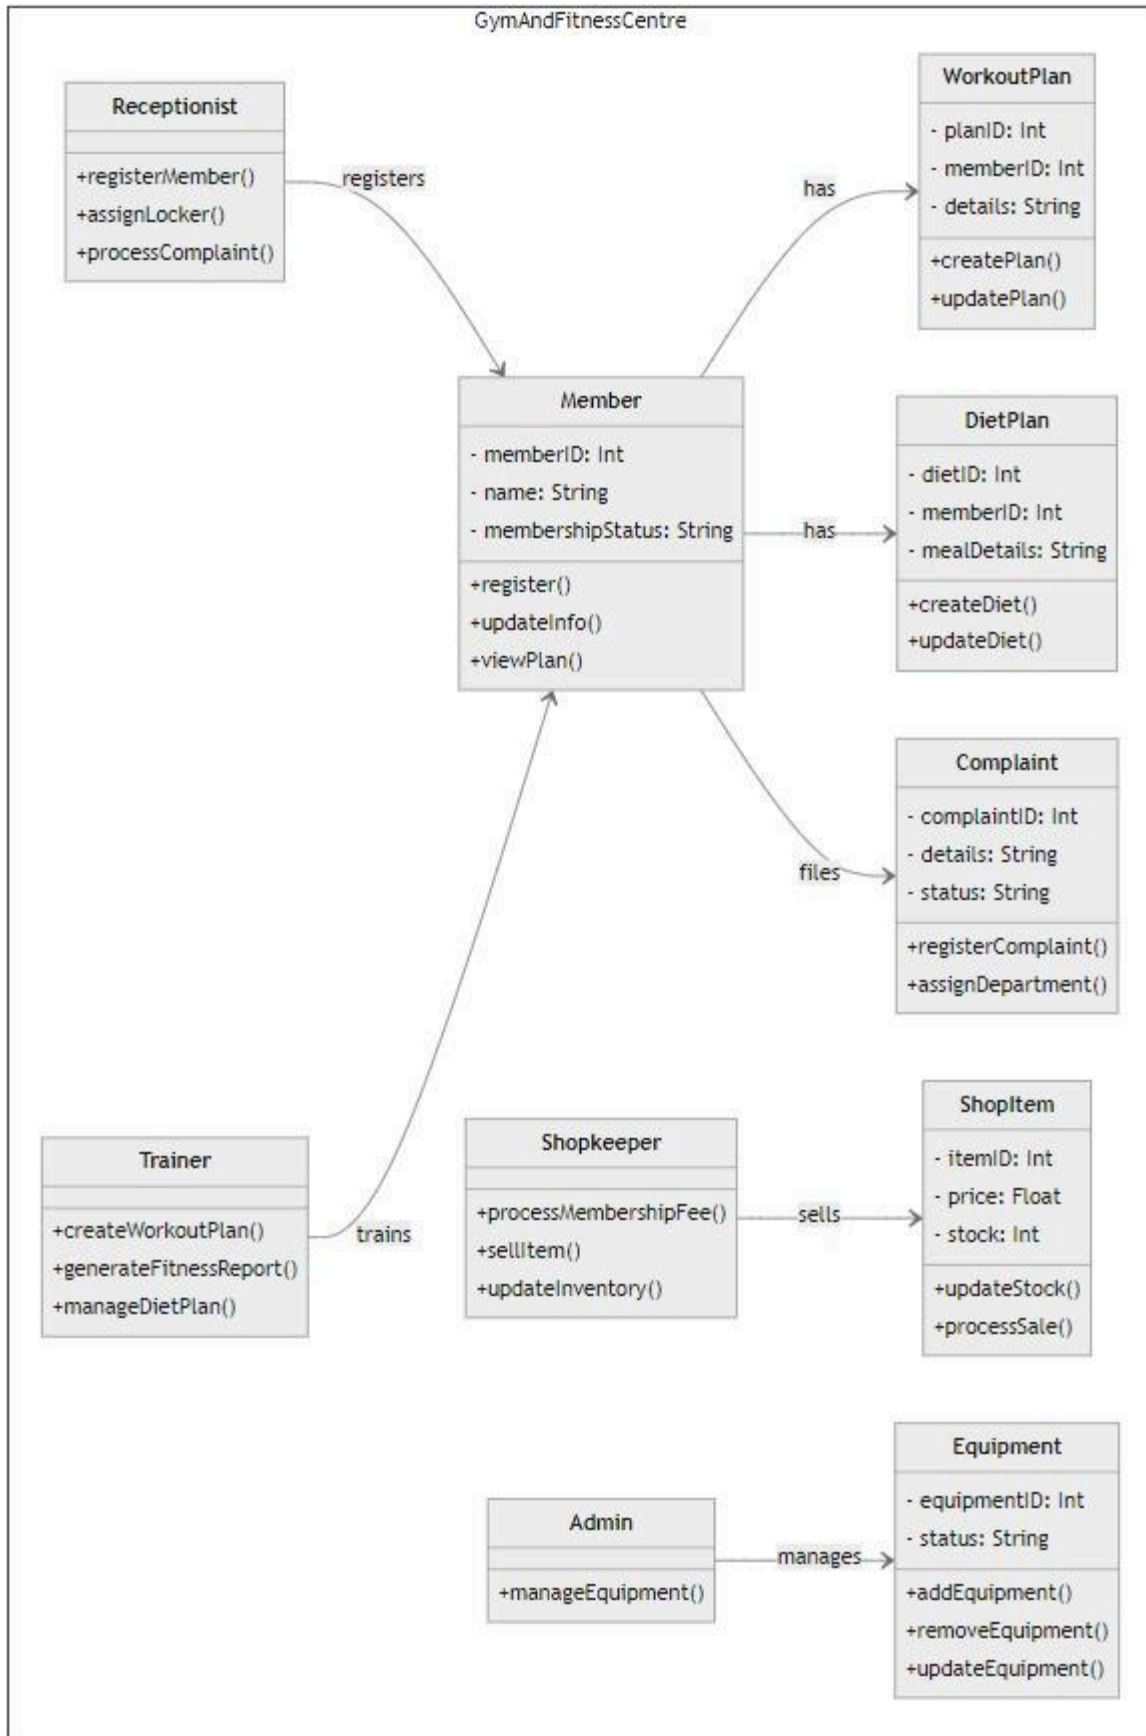 GymAndFitnessCentre
Receptionist
+registerMember()
+assignLocker()
+processComplaint()
registers
has
WorkoutPlan
- planID: Int
- memberID: Int
- details: String
+createPlan()
+updatePlan()
Member
- memberID: Int
- name: String
- membershipStatus: String
+register()
+updateInfo()
+viewPlan()
has
DietPlan
- dietID: Int
- memberID: Int
- mealDetails: String
+createDiet()
+updateDiet()
files
Complaint
- complaintID: Int
- details: String
- status: String
+registerComplaint()
+assignDepartment()
Trainer
+createWorkoutPlan()
+generateFitnessReport()
+manageDietPlan()
trains
Shopkeeper
+processMembershipFee()
+sellItem()
+updateInventory()
sells
ShopItem
- itemID: Int
- price: Float
- stock: Int
+updateStock()
+processSale()
Admin
+manageEquipment()
manages
Equipment
- equipmentID: Int
- status: String
+addEquipment()
+removeEquipment()
+updateEquipment()